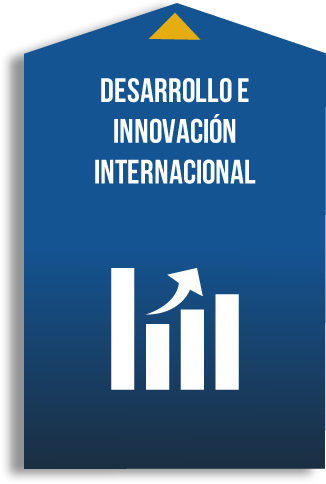 DESARROLLO E
INNOVACIÓN
INTERNACIONAL